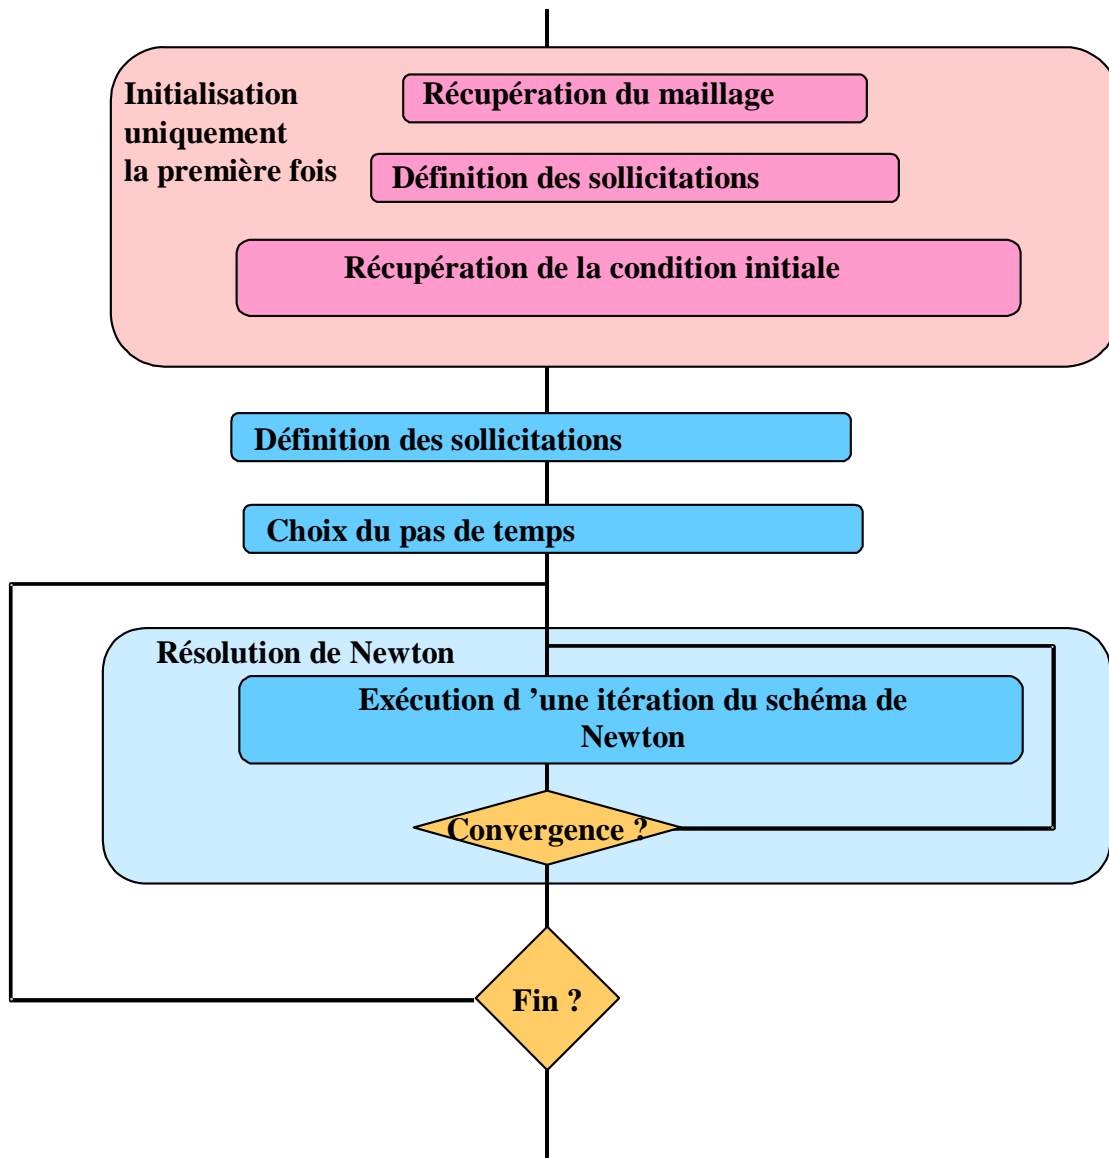 Initialisation
uniquement
la première fois
Récupération du maillage
Définition des sollicitations
Récupération de la condition initiale
Définition des sollicitations
Choix du pas de temps
Résolution de Newton
Exécution d ’une itération du schéma de
Newton
Convergence ?
Fin ?